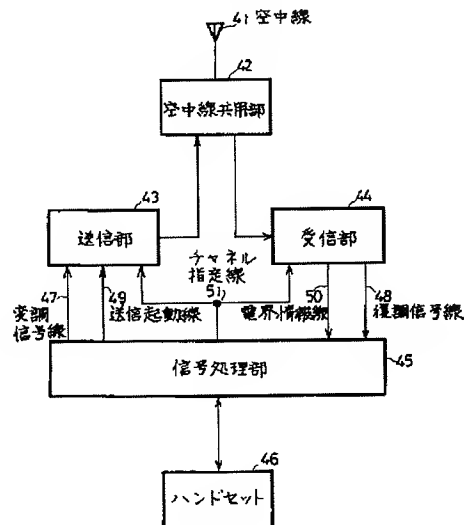 41 空中線
42
空中線共用部
43
送信部
44
受信部
チャネル
指定線
51
47
変調
信号線
49
送信起動線
電界情報線
50
48
復調信号線
信号処理部
45
46
ハンドセット